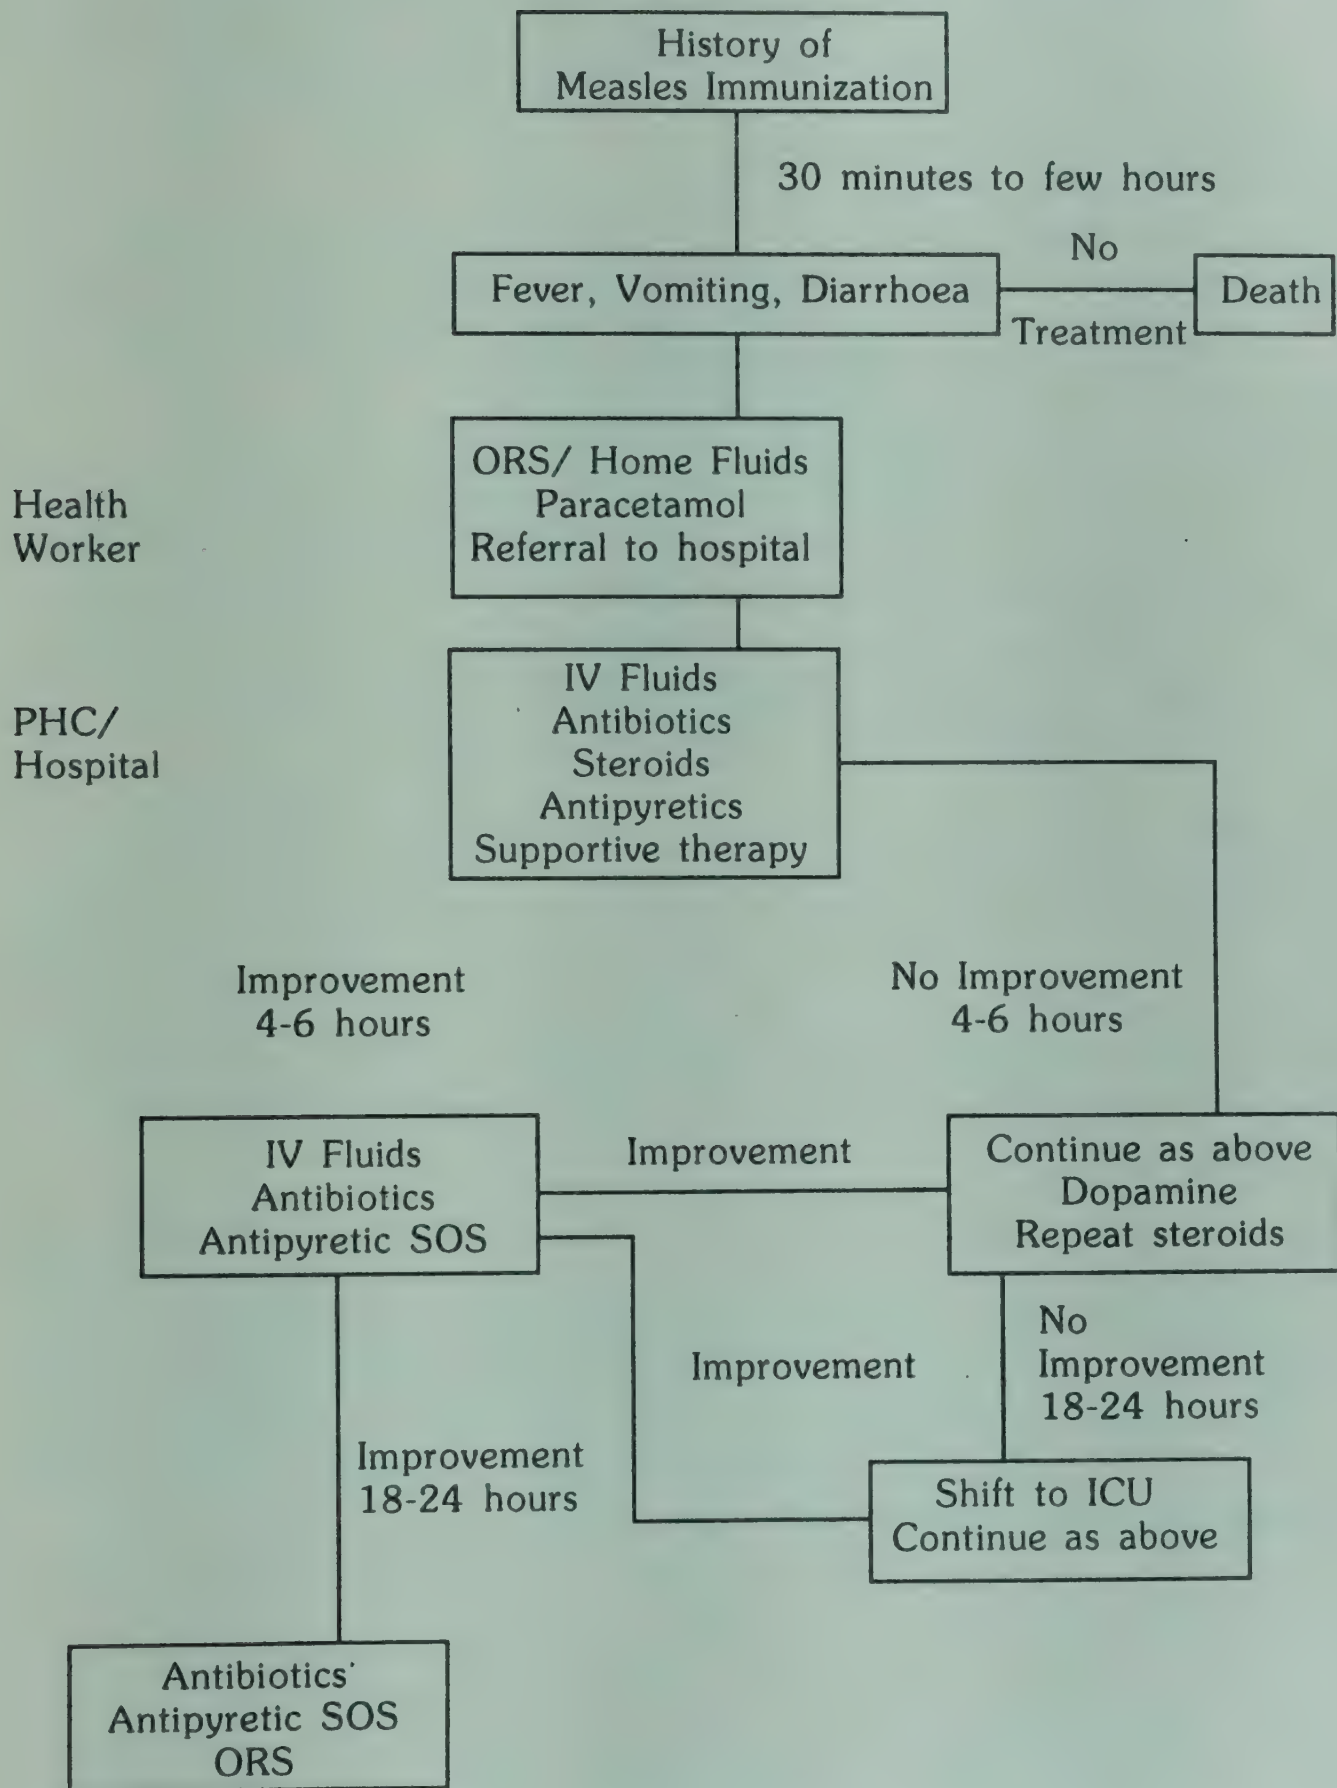 History of
Measles Immunization
30 minutes to few hours
No
Fever, Vomiting, Diarrhoea
Death
Treatment
Health
Worker
ORS/ Home Fluids
Paracetamol
Referral to hospital
PHC/
Hospital
IV Fluids
Antibiotics
Steroids
Antipyretics
Supportive therapy
Improvement
4-6 hours
No Improvement
4-6 hours
IV Fluids
Antibiotics
Antipyretic SOS
Improvement
Continue as above
Dopamine
Repeat steroids
No
Improvement
18-24 hours
Improvement
Improvement
18-24 hours
Shift to ICU
Continue as above
Antibiotics
Antipyretic SOS
ORS